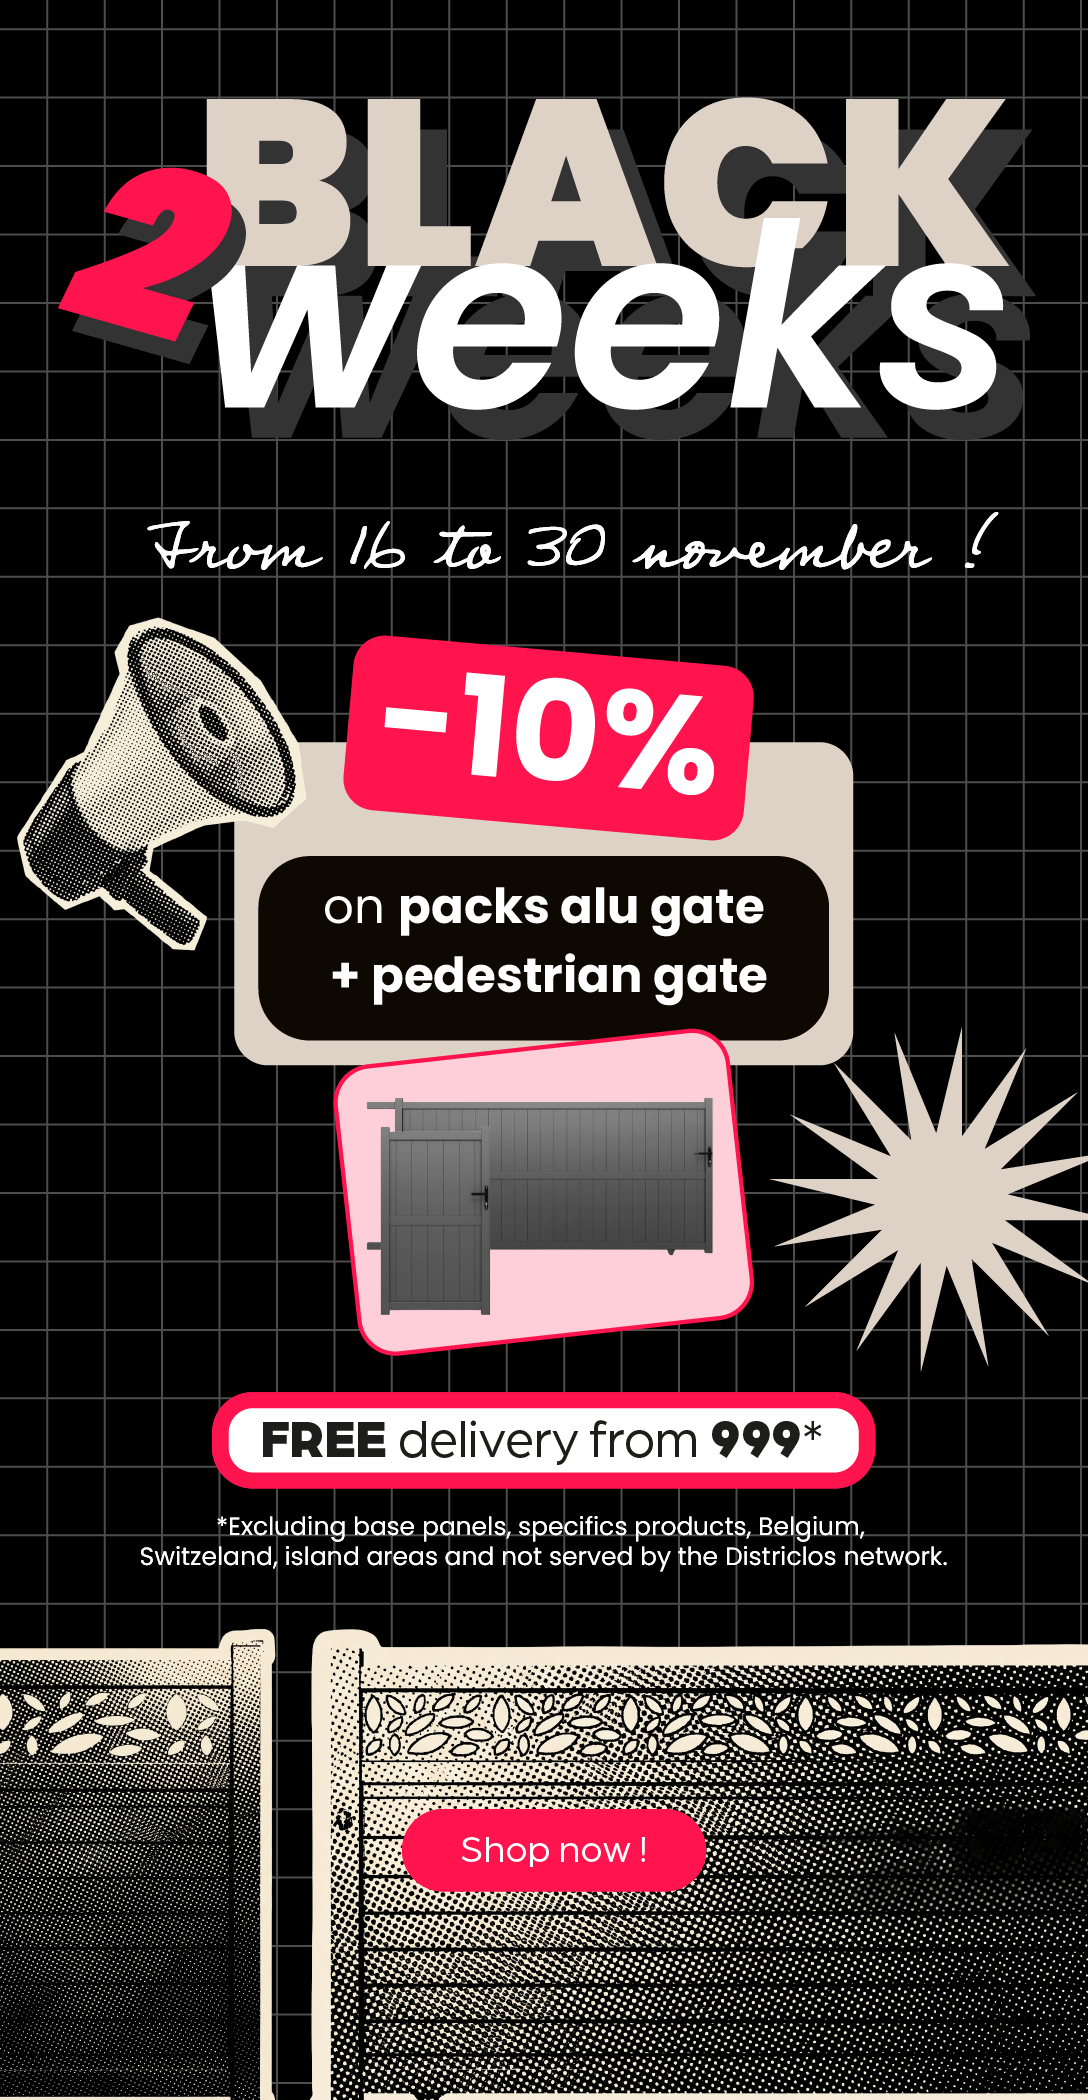 2 BLACK
weeks
From 16 to 30 november !
-10%
on packs alu gate
+ pedestrian gate
FREE delivery from 999*
*Excluding base panels, specifics products, Belgium,
Switzeland, island areas and not served by the Districlos network.
Shop now !